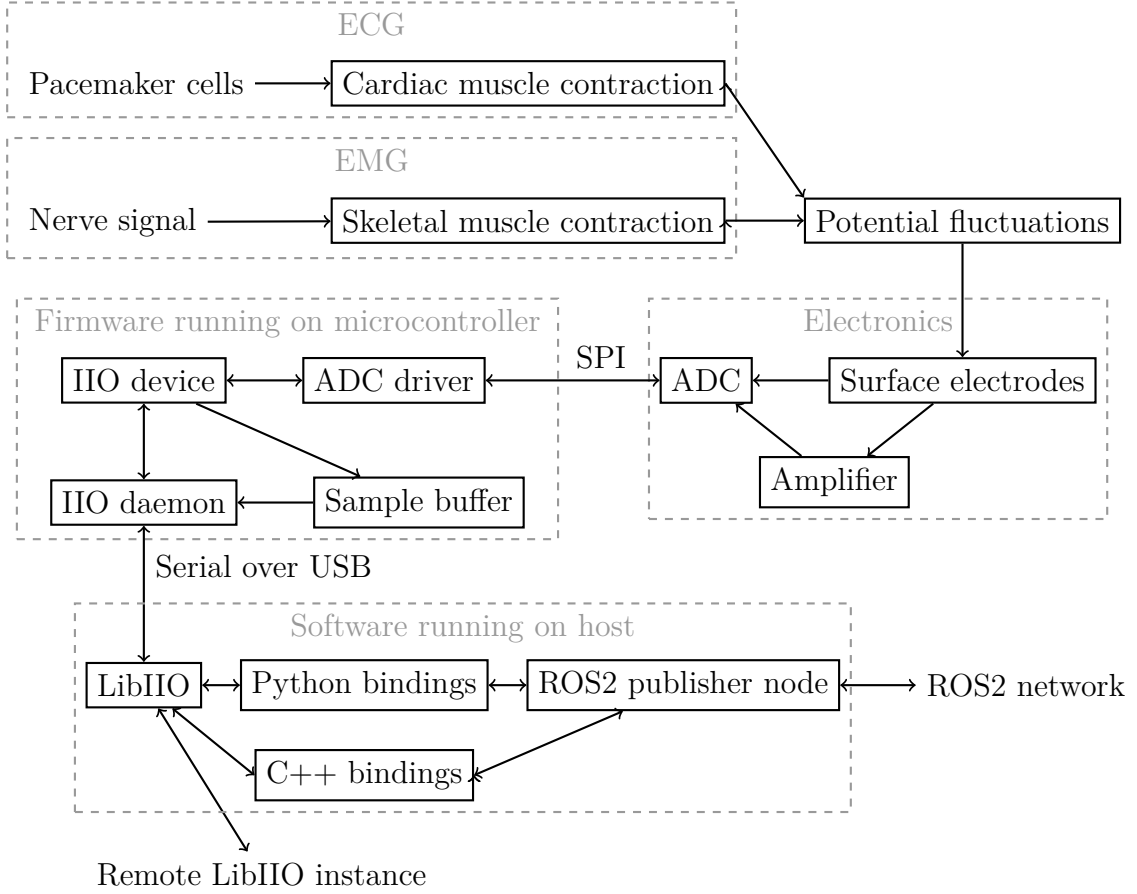 ECG
Pacemaker cells
Cardiac muscle contraction
EMG
Nerve signal
Skeletal muscle contraction
Potential fluctuations
Firmware running on microcontroller
IIO device
ADC driver
IIO daemon
Sample buffer
SPI
Electronics
ADC
Surface electrodes
Amplifier
Serial over USB
Software running on host
LibIIO
Python bindings
ROS2 publisher node
ROS2 network
C++ bindings
Remote LibIIO instance